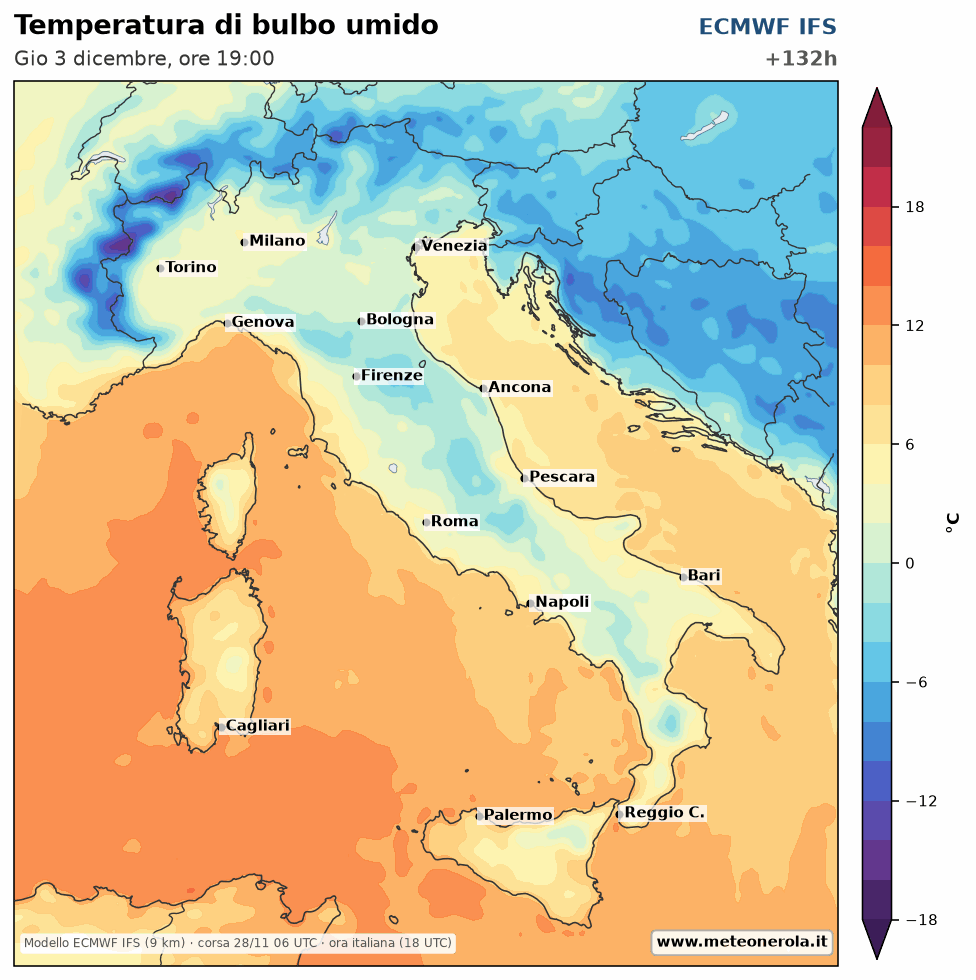 Temperatura di bulbo umido
ECMWF IFS
Gio 3 dicembre, ore 19:00
+132h
Milano
Venezia
Torino
Genova
Bologna
Firenze
Ancona
Pescara
Roma
Bari
Napoli
Cagliari
Palermo
Reggio C.
18
12
6
0
−6
−12
−18
°C
Modello ECMWF IFS (9 km) · corsa 28/11 06 UTC · ora italiana (18 UTC)
www.meteonerola.it